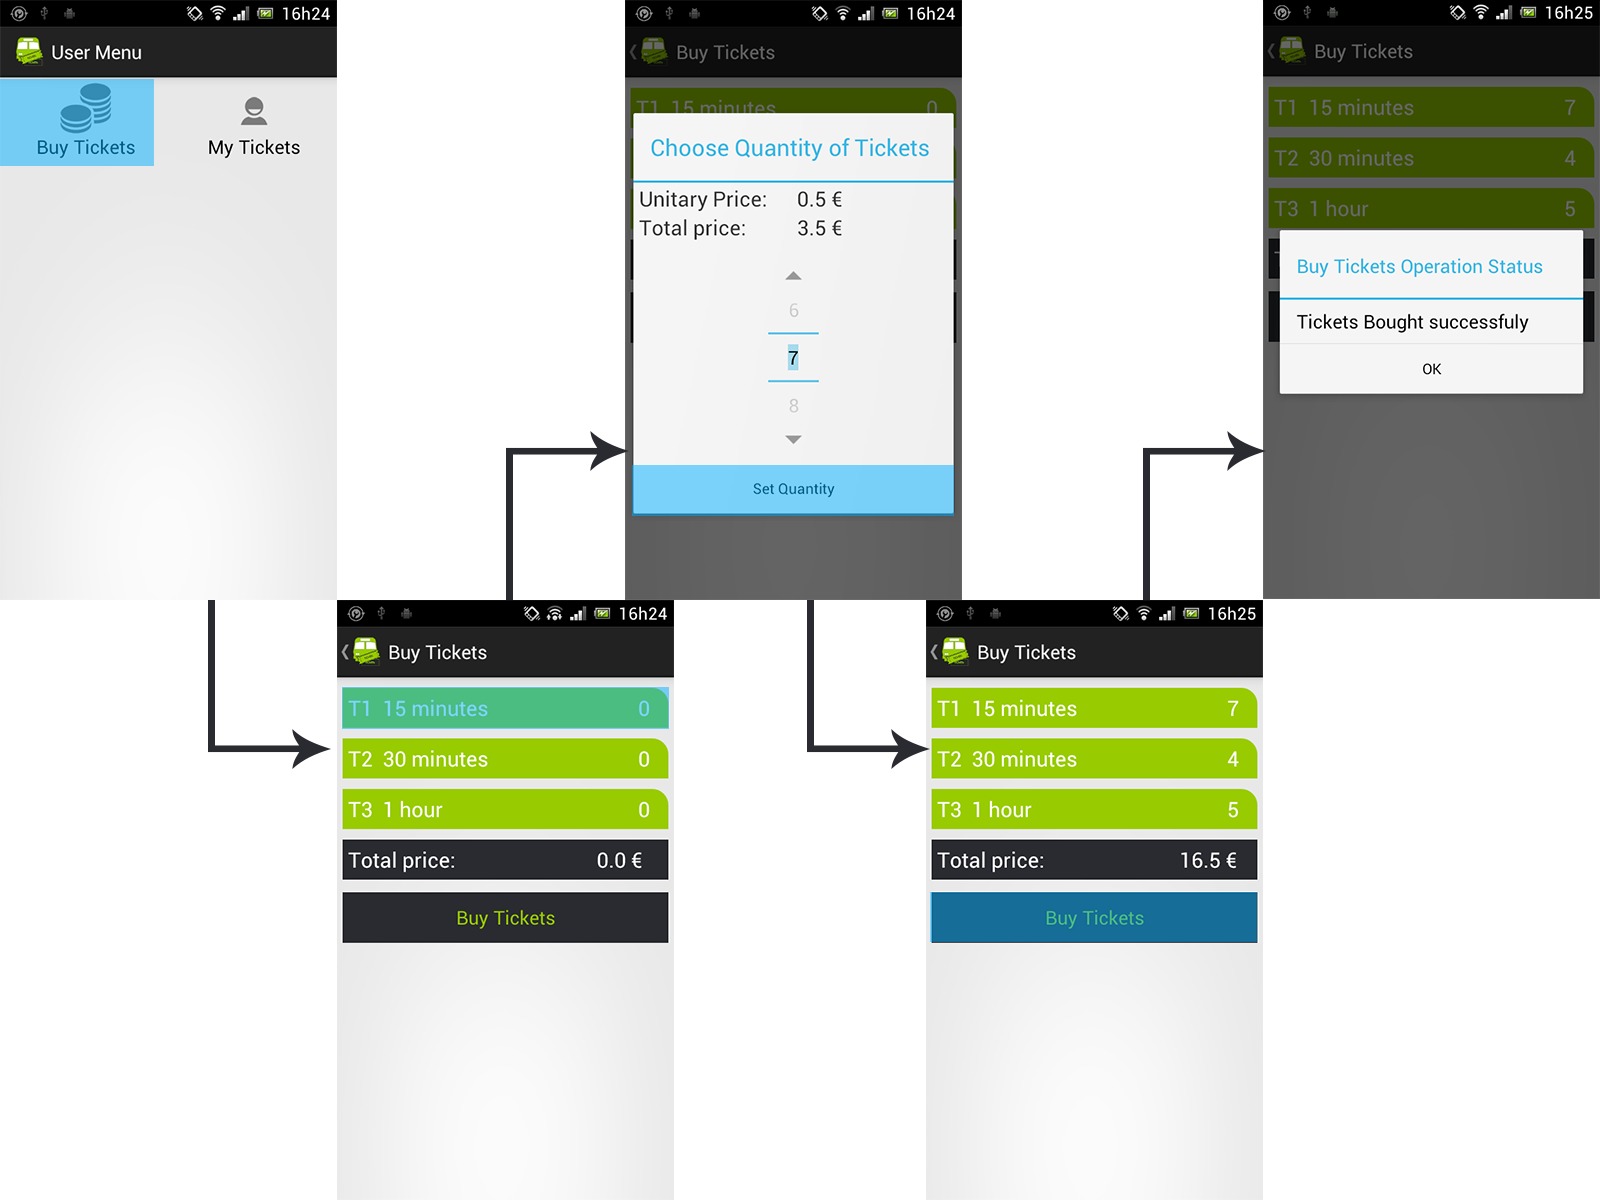 16h24
User Menu
Buy Tickets
My Tickets
16h24
Buy Tickets
T1 15 minutes 0
T2 30 minutes 0
T3 1 hour 0
Total price: 0.0 €
Buy Tickets
16h24
Buy Tickets
T1 15 minutes 0
Choose Quantity of Tickets
Unitary Price: 0.5 €
Total price: 3.5 €
6
7
8
Set Quantity
16h25
Buy Tickets
T1 15 minutes 7
T2 30 minutes 4
T3 1 hour 5
Total price: 16.5 €
Buy Tickets
16h25
Buy Tickets
T1 15 minutes 7
T2 30 minutes 4
T3 1 hour 5
Buy Tickets Operation Status
Tickets Bought successfuly
OK